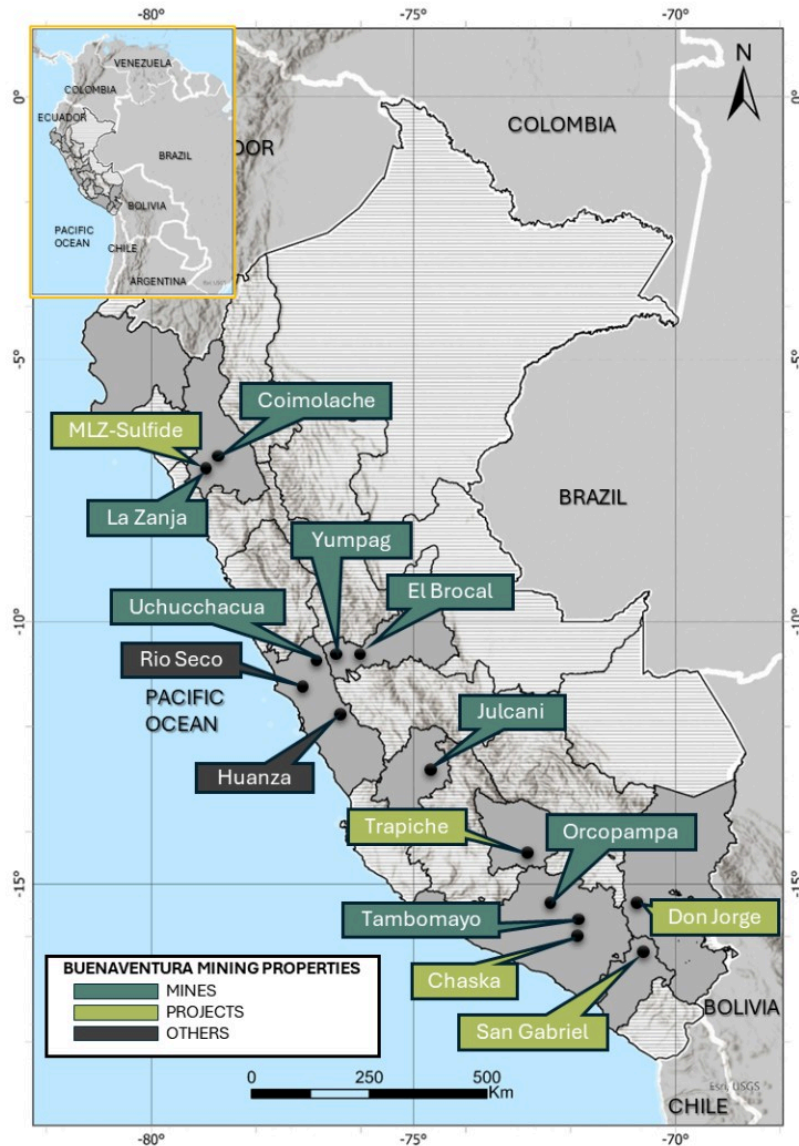 -80°
-75°
-70°
VENEZUELA
COLOMBIA
ECUADOR
BRAZIL
BOLIVIA
PACIFIC
OCEAN
CHILE
ARGENTINA
N
0°
COLOMBIA
DOR
-5°
-5°
Coimolache
MLZ-Sulfide
La Zanja
BRAZIL
Yumpag
El Brocal
Uchucchacua
-10°
-10°
Rio Seco
PACIFIC
OCEAN
Julcani
Huanza
Trapiche
Orcopampa
-15°
-15°
Tambomayo
Don Jorge
Chaska
San Gabriel
BOLIVIA
BUENAVENTURA MINING PROPERTIES
MINES
PROJECTS
OTHERS
0 250 500
Km
Esri, USGS
CHILE
-80°
-75°
-70°